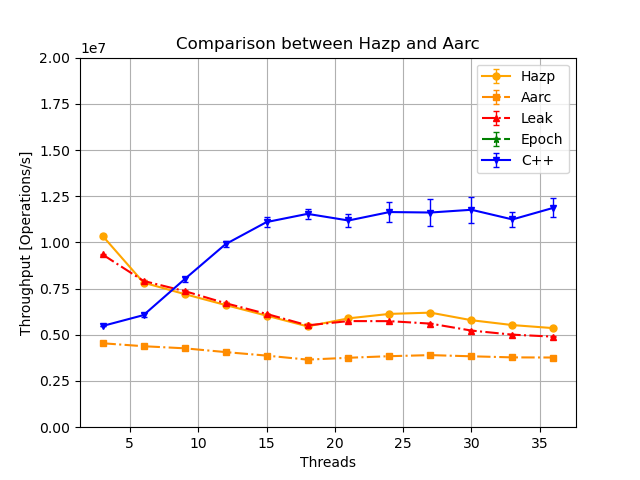 Comparison between Hazp and Aarc
1e7
2.00
1.75
1.50
1.25
1.00
0.75
0.50
0.25
0.00
Throughput [Operations/s]
Hazp
Aarc
Leak
Epoch
C++
5 10 15 20 25 30 35
Threads